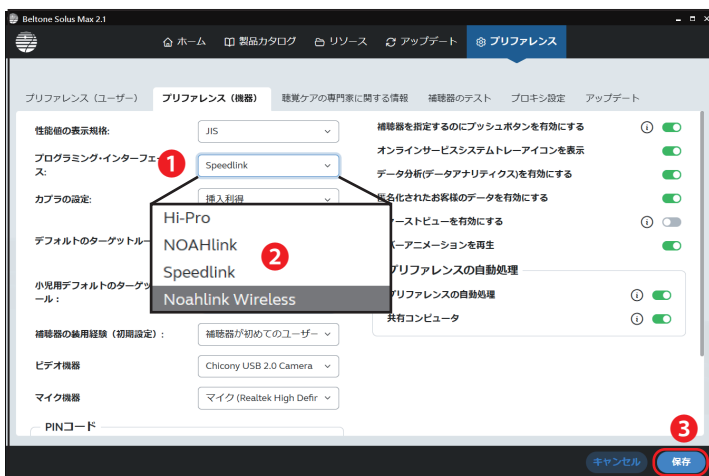 Beltone Solus Max 2.1
ホーム 製品カタログ リソース アップデート プリファレンス
プリファレンス（ユーザー） プリファレンス（機器） 聴覚ケアの専門家に関する情報 補聴器のテスト プロキシ設定 アップデート
性能値の表示規格: JIS
プログラミング・インターフェー
ス: 1 Speedlink
カプラの設定: 挿入利得
Hi-Pro
NOAHlink
2
Speedlink
Noahlink Wireless
デフォルトのターゲットルー
小児用デフォルトのターゲッ
ール：
補聴器の装用経験（初期設定）: 補聴器が初めてのユーザー
ビデオ機器 Chicony USB 2.0 Camera
マイク機器 マイク (Realtek High Defir
PINコード
補聴器を指定するのにプッシュボタンを有効にする
オンラインサービスシステムトレーアイコンを表示
データ分析(データアナリティクス)を有効にする
匿名化されたお客様のデータを有効にする
ーストビューを有効にする
バーアニメーションを再生
プリファレンスの自動処理
プリファレンスの自動処理
共有コンピュータ
3
キャンセル 保存